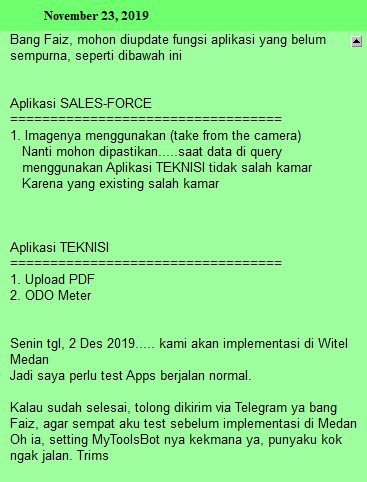 November 23, 2019
Bang Faiz, mohon diupdate fungsi aplikasi yang belum
sempurna, seperti dibawah ini
Aplikasi SALES-FORCE
==================================
1. Imagenya menggunakan (take from the camera)
Nanti mohon dipastikan.....saat data di query
menggunakan Aplikasi TEKNISI tidak salah kamar
Karena yang existing salah kamar
Aplikasi TEKNISI
==================================
1. Upload PDF
2. ODO Meter
Senin tgl, 2 Des 2019..... kami akan implementasi di Witel
Medan
Jadi saya perlu test Apps berjalan normal.
Kalau sudah selesai, tolong dikirim via Telegram ya bang
Faiz, agar sempat aku test sebelum implementasi di Medan
Oh ia, setting MyToolsBot nya kekmana ya, punyaku kok
ngak jalan. Trims